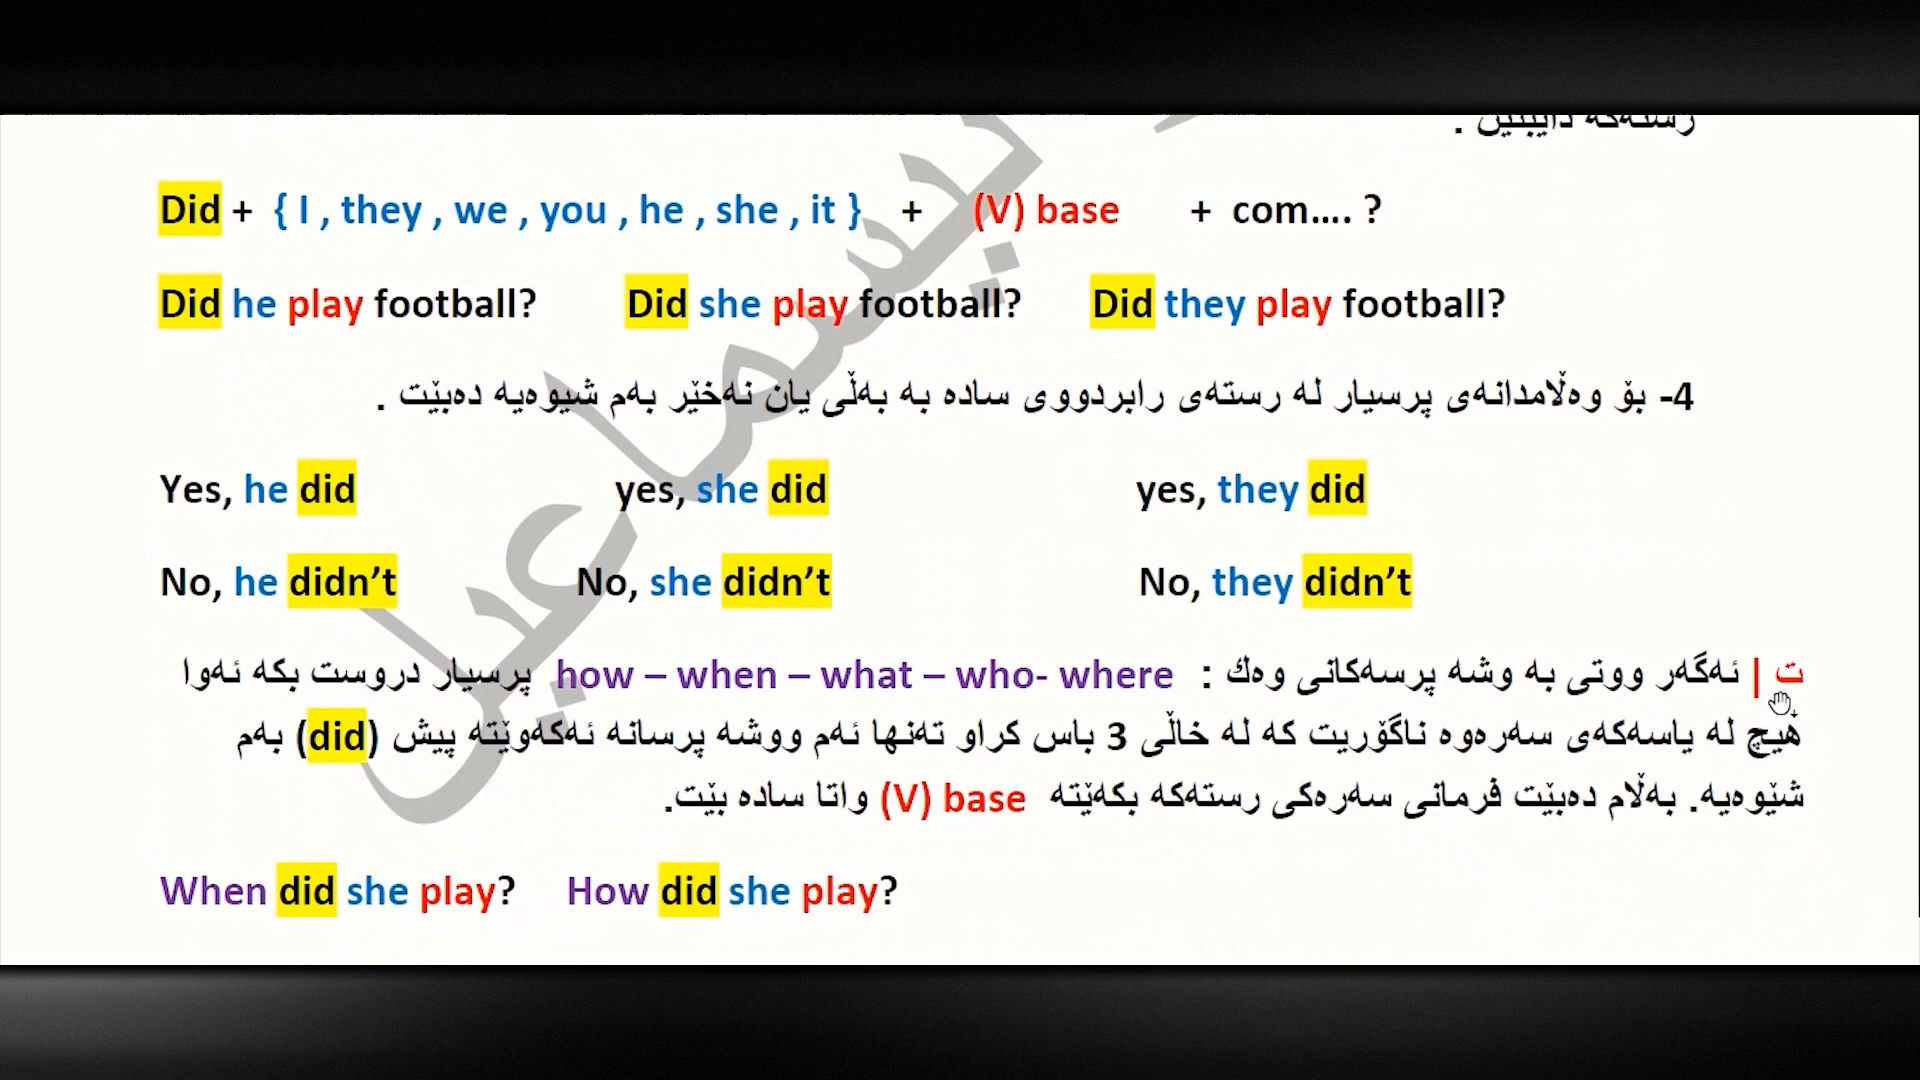 رستەکە دابنێین .
Did + { I , they , we , you , he , she , it } + (V) base + com.... ?
Did he play football? Did she play football? Did they play football?
4- بۆ وەڵامدانەی پرسیار لە رستەی رابردووی سادە بە بەڵی یان نەخێر بەم شیوەیە دەبێت .
Yes, he did yes, she did yes, they did
No, he didn’t No, she didn’t No, they didn’t
ت | ئەگەر ووتی بە وشە پرسەکانی وەك : how – when – what – who- where پرسیار دروست بکە ئەوا
هیچ لە یاسەکەی سەرەوە ناگۆریت کە لە خاڵی 3 باس کراو تەنها ئەم ووشە پرسانە ئەکەوێتە پیش (did) بەم
شێوەیە. بەڵام دەبێت فرمانی سەرەکی رستەکە بکەێتە (V) base واتا سادە بێت.
When did she play? How did she play?